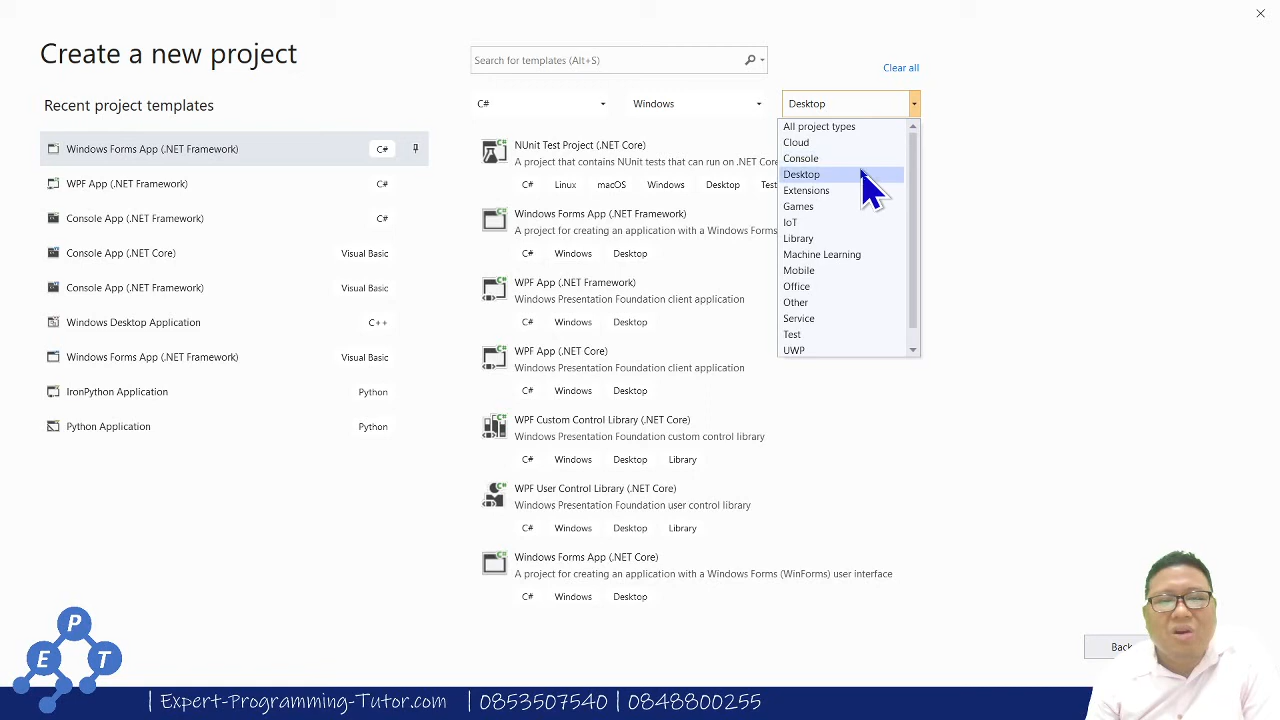 Create a new project
Search for templates (Alt+S)
Clear all
C#
Windows
Desktop
Recent project templates
Windows Forms App (.NET Framework) C#
WPF App (.NET Framework) C#
Console App (.NET Framework) C#
Console App (.NET Core) Visual Basic
Console App (.NET Framework) Visual Basic
Windows Desktop Application C++
Windows Forms App (.NET Framework) Visual Basic
IronPython Application Python
Python Application Python
NUnit Test Project (.NET Core)
A project that contains NUnit tests that can run on .NET Core
C# Linux macOS Windows Desktop Test
Windows Forms App (.NET Framework)
A project for creating an application with a Windows Forms
C# Windows Desktop
WPF App (.NET Framework)
Windows Presentation Foundation client application
C# Windows Desktop
WPF App (.NET Core)
Windows Presentation Foundation client application
C# Windows Desktop
WPF Custom Control Library (.NET Core)
Windows Presentation Foundation custom control library
C# Windows Desktop Library
WPF User Control Library (.NET Core)
Windows Presentation Foundation user control library
C# Windows Desktop Library
Windows Forms App (.NET Core)
A project for creating an application with a Windows Forms (WinForms) user interface
C# Windows Desktop
All project types
Cloud
Console
Desktop
Extensions
Games
IoT
Library
Machine Learning
Mobile
Office
Other
Service
Test
UWP
Back
P
E T
| Expert-Programming-Tutor.com | 0853507540 | 0848800255